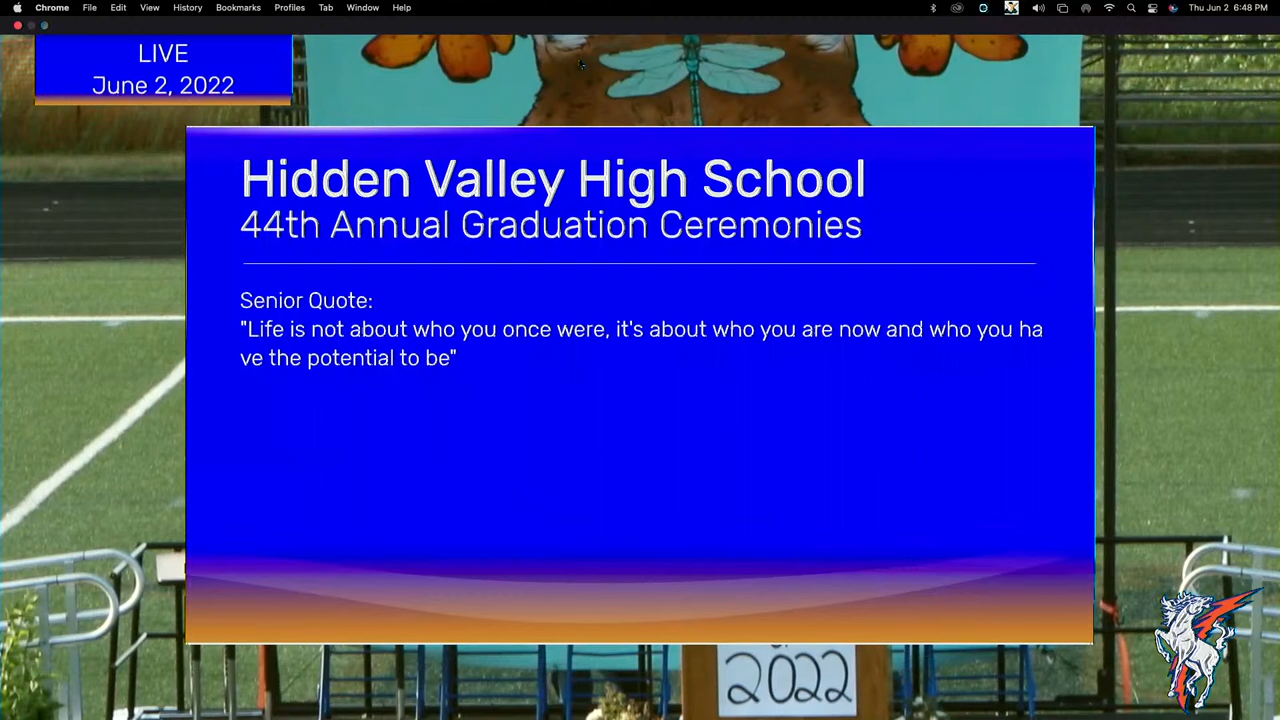 Chrome File Edit View History Bookmarks Profiles Tab Window Help Thu Jun 2 6:48 PM
LIVE
June 2, 2022
Hidden Valley High School
44th Annual Graduation Ceremonies
Senior Quote:
"Life is not about who you once were, it's about who you are now and who you ha
ve the potential to be"
2022